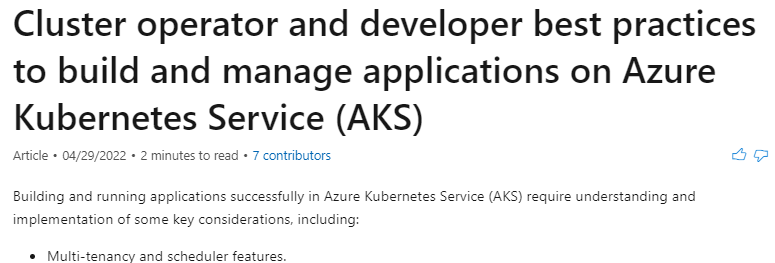 Cluster operator and developer best practices
to build and manage applications on Azure
Kubernetes Service (AKS)
Article • 04/29/2022 • 2 minutes to read • 7 contributors
Building and running applications successfully in Azure Kubernetes Service (AKS) require understanding and
implementation of some key considerations, including:
• Multi-tenancy and scheduler features.